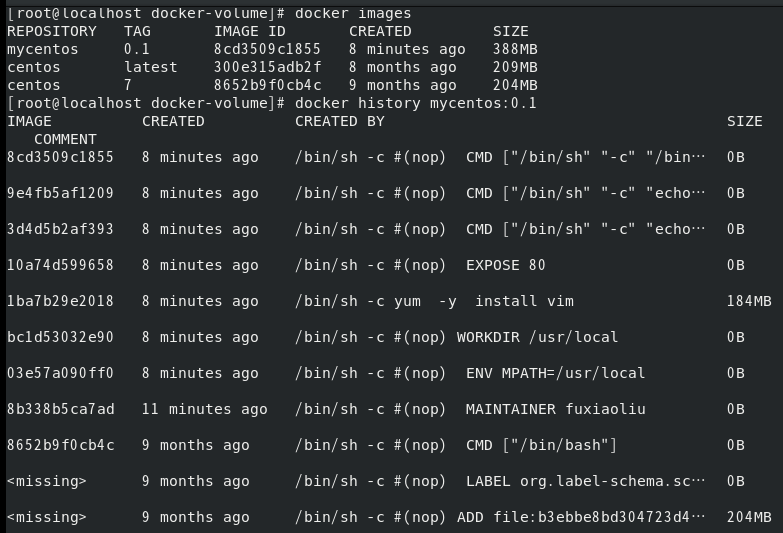 [root@localhost docker-volume]# docker images
REPOSITORY   TAG       IMAGE ID       CREATED         SIZE
mycentos     0.1       8cd3509c1855   8 minutes ago   388MB
centos       latest    300e315adb2f   8 months ago    209MB
centos       7         8652b9f0cb4c   9 months ago    204MB
[root@localhost docker-volume]# docker history mycentos:0.1
IMAGE          CREATED          CREATED BY                                      SIZE
   COMMENT
8cd3509c1855   8 minutes ago    /bin/sh -c #(nop)  CMD ["/bin/sh" "-c" "/bin…   0B
9e4fb5af1209   8 minutes ago    /bin/sh -c #(nop)  CMD ["/bin/sh" "-c" "echo…   0B
3d4d5b2af393   8 minutes ago    /bin/sh -c #(nop)  CMD ["/bin/sh" "-c" "echo…   0B
10a74d599658   8 minutes ago    /bin/sh -c #(nop)  EXPOSE 80                    0B
1ba7b29e2018   8 minutes ago    /bin/sh -c yum  -y  install vim                 184MB
bc1d53032e90   8 minutes ago    /bin/sh -c #(nop) WORKDIR /usr/local            0B
03e57a090ff0   8 minutes ago    /bin/sh -c #(nop)  ENV MPATH=/usr/local         0B
8b338b5ca7ad   11 minutes ago   /bin/sh -c #(nop)  MAINTAINER fuxiaoliu         0B
8652b9f0cb4c   9 months ago     /bin/sh -c #(nop)  CMD ["/bin/bash"]            0B
<missing>      9 months ago     /bin/sh -c #(nop)  LABEL org.label-schema.sc…   0B
<missing>      9 months ago     /bin/sh -c #(nop) ADD file:b3ebbe8bd304723d4…   204MB